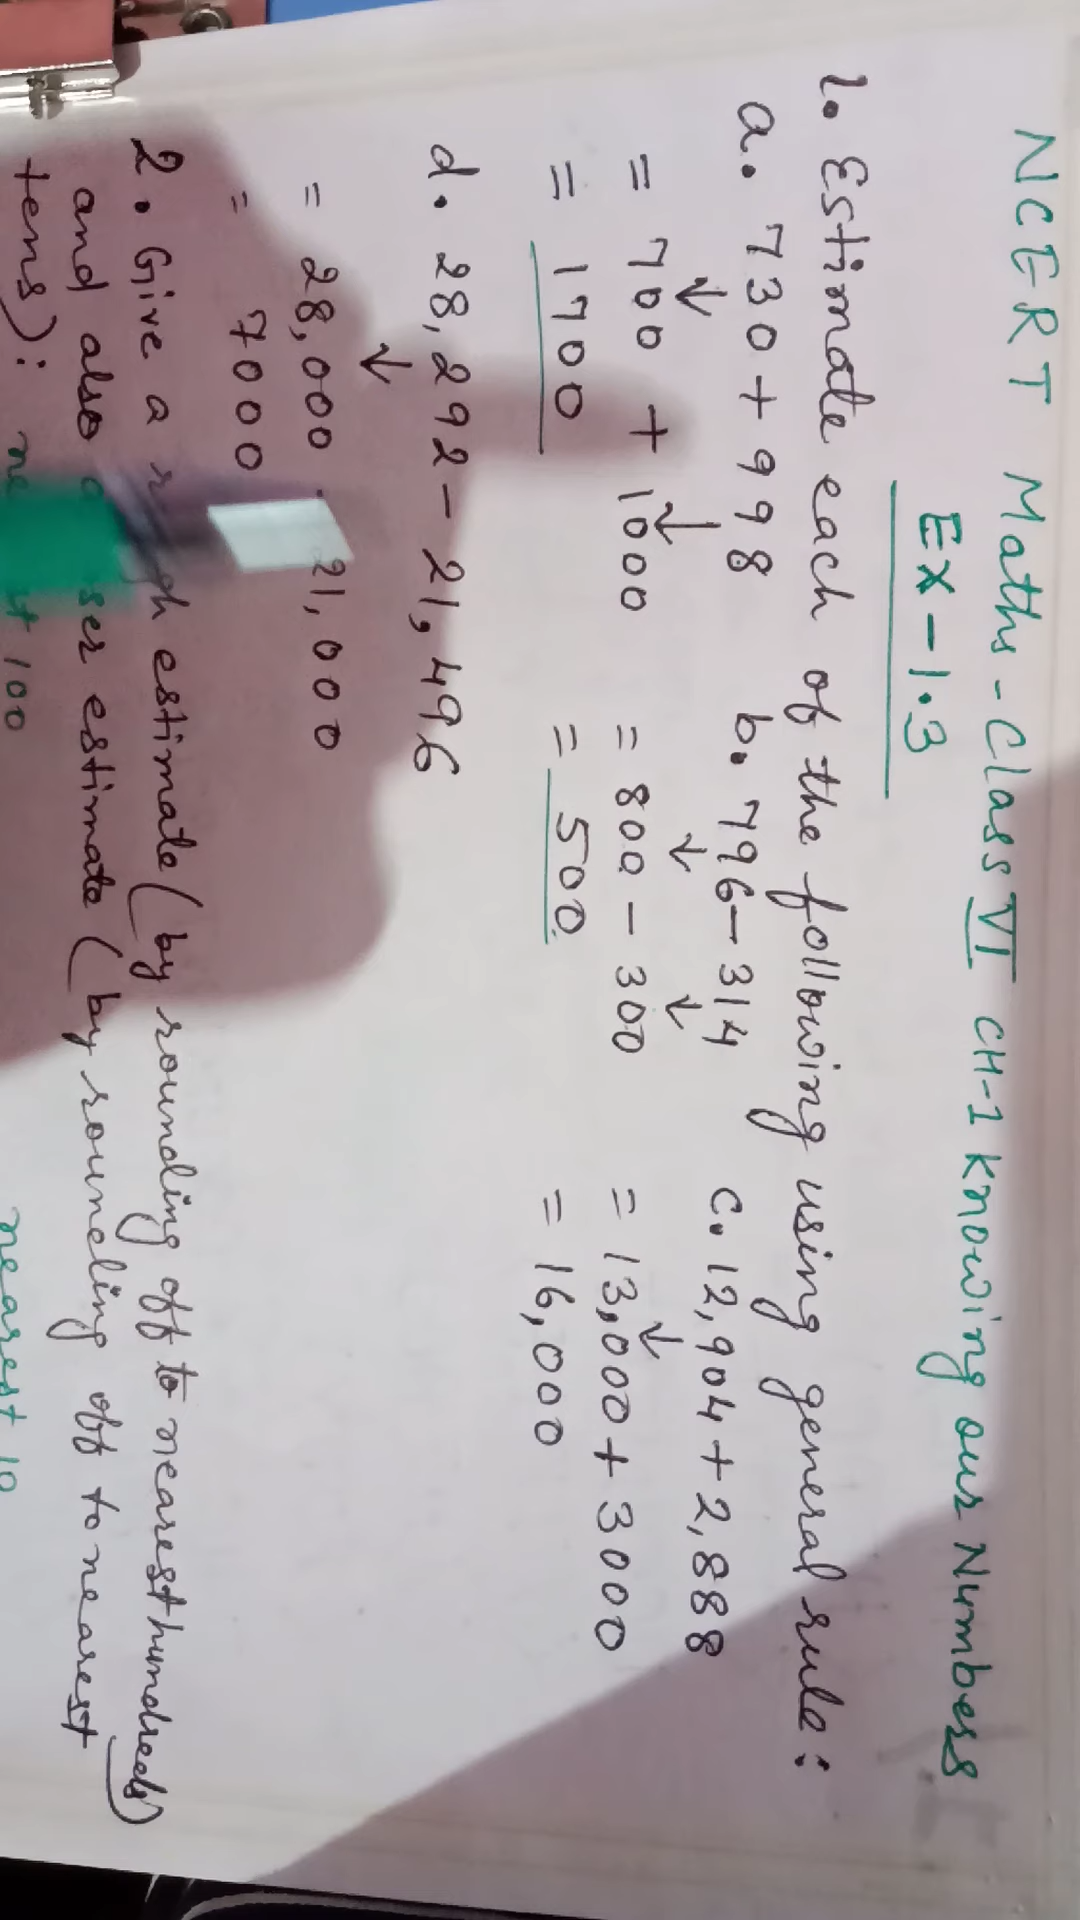 NCERT Maths - Class VI CH-1 Knowing our Numbers
EX - 1.3
1. Estimate each of the following using general rule:
a. 730 + 998 b. 796 - 314 c. 12,904 + 2,888
↓ ↓ ↓ ↓ ↓
= 700 + 1000 = 800 - 300 = 13,000 + 3000
= 1700 = 500 = 16,000
d. 28,292 - 21,496
↓
= 28,000 21,000
= 7000
2. Give a estimate (by rounding off to nearest hundreds)
and also estimate (by rounding off to nearest
tens): 100 nearest 10